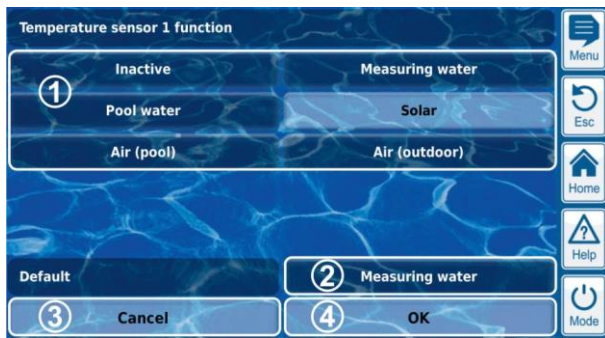 Temperature sensor 1 function
Menu
1
Inactive
Measuring water
Pool water
Solar
Esc
Air (pool)
Air (outdoor)
Home
Help
Default
2
Measuring water
3
Cancel
4
OK
Mode